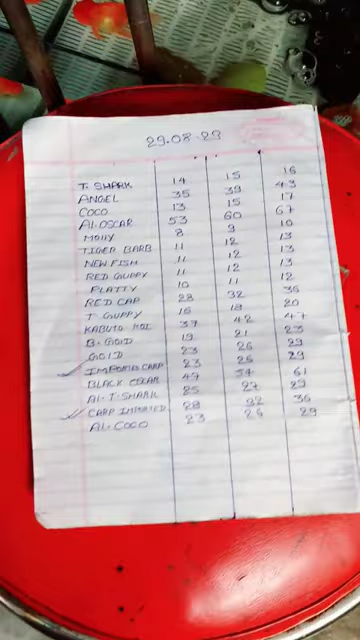 29.08-23
T. SHARK 14 15 16
ANGEL 35 39 43
COCO 13 15 17
Al.OSCAR 53 60 67
MOLLY 8 9 10
TIGER BARB 11 12 13
NEW FISH 11 12 13
RED GUPPY 11 12 13
PLATTY 10 11 12
RED CAP 28 32 36
T GUPPY 16 18 20
KABUTO KOI 37 42 47
B. GOLD 19 21 23
GOLD 23 26 29
CARP 23 26 29
BLACK OSCAR 47 54 61
Al. T. SHARK 25 27 29
CARP IMPORTED 28 32 36
Al. COCO 23 26 29